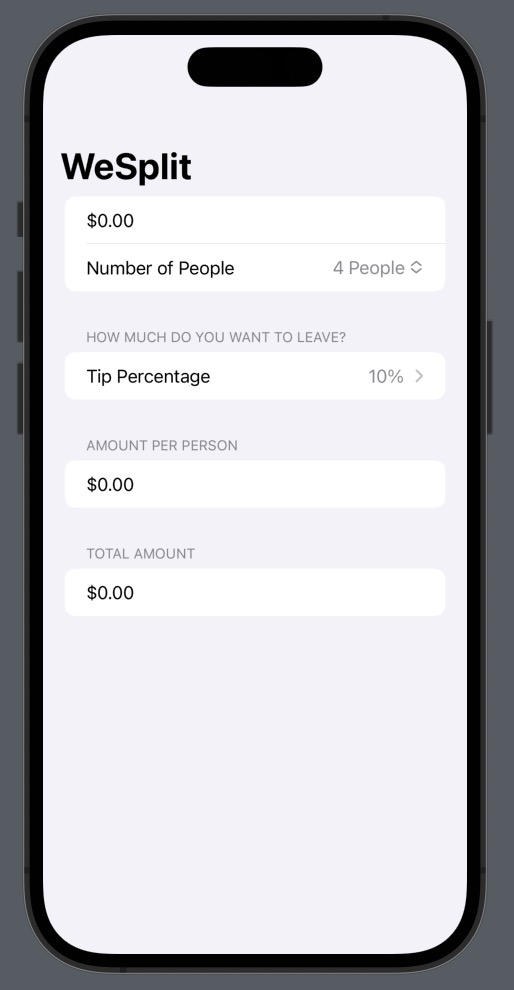 WeSplit
$0.00
Number of People 4 People
HOW MUCH DO YOU WANT TO LEAVE?
Tip Percentage 10%
AMOUNT PER PERSON
$0.00
TOTAL AMOUNT
$0.00